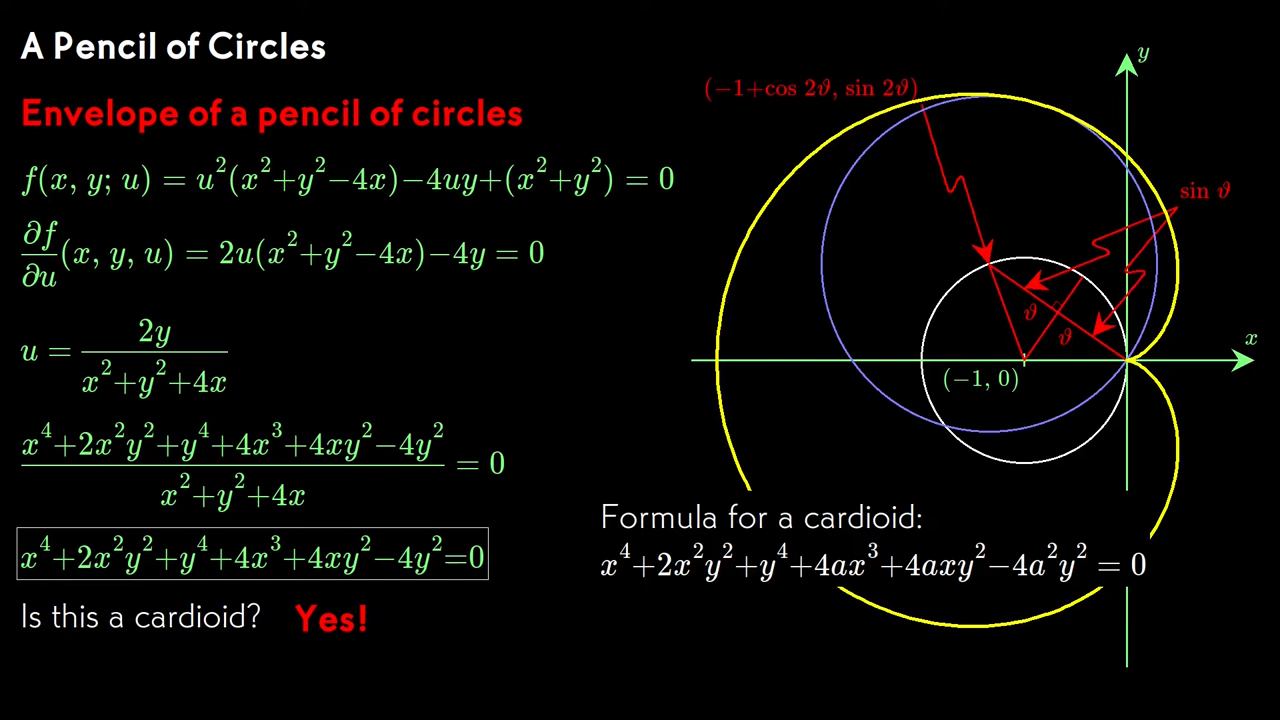 A Pencil of Circles
Envelope of a pencil of circles
f(x, y; u) = u²(x²+y²−4x)−4uy+(x²+y²) = 0
∂f/∂u (x, y, u) = 2u(x²+y²−4x)−4y = 0
u = 2y/(x²+y²+4x)
(x⁴+2x²y²+y⁴+4x³+4xy²−4y²)/(x²+y²+4x) = 0
x⁴+2x²y²+y⁴+4x³+4xy²−4y²=0
Is this a cardioid? Yes!
y
(−1+cos 2ϑ, sin 2ϑ)
sin ϑ
ϑ
ϑ
x
(−1, 0)
Formula for a cardioid:
x⁴+2x²y²+y⁴+4ax³+4axy²−4a²y² = 0